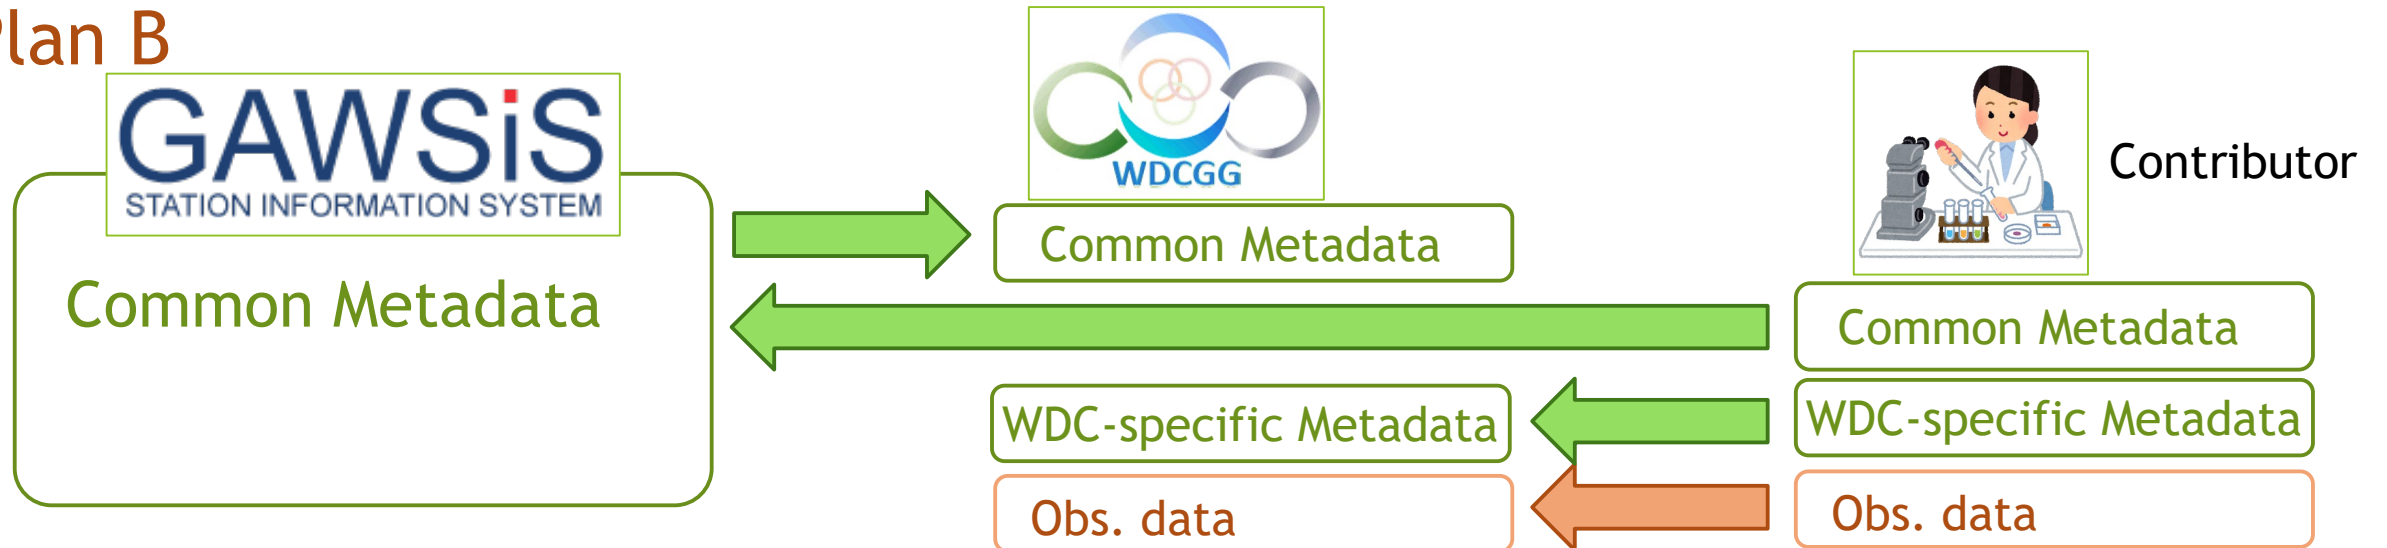 Plan B
GAWSiS
STATION INFORMATION SYSTEM
Common Metadata
WDCGG
Common Metadata
WDC-specific Metadata
Obs. data
Contributor
Common Metadata
WDC-specific Metadata
Obs. data